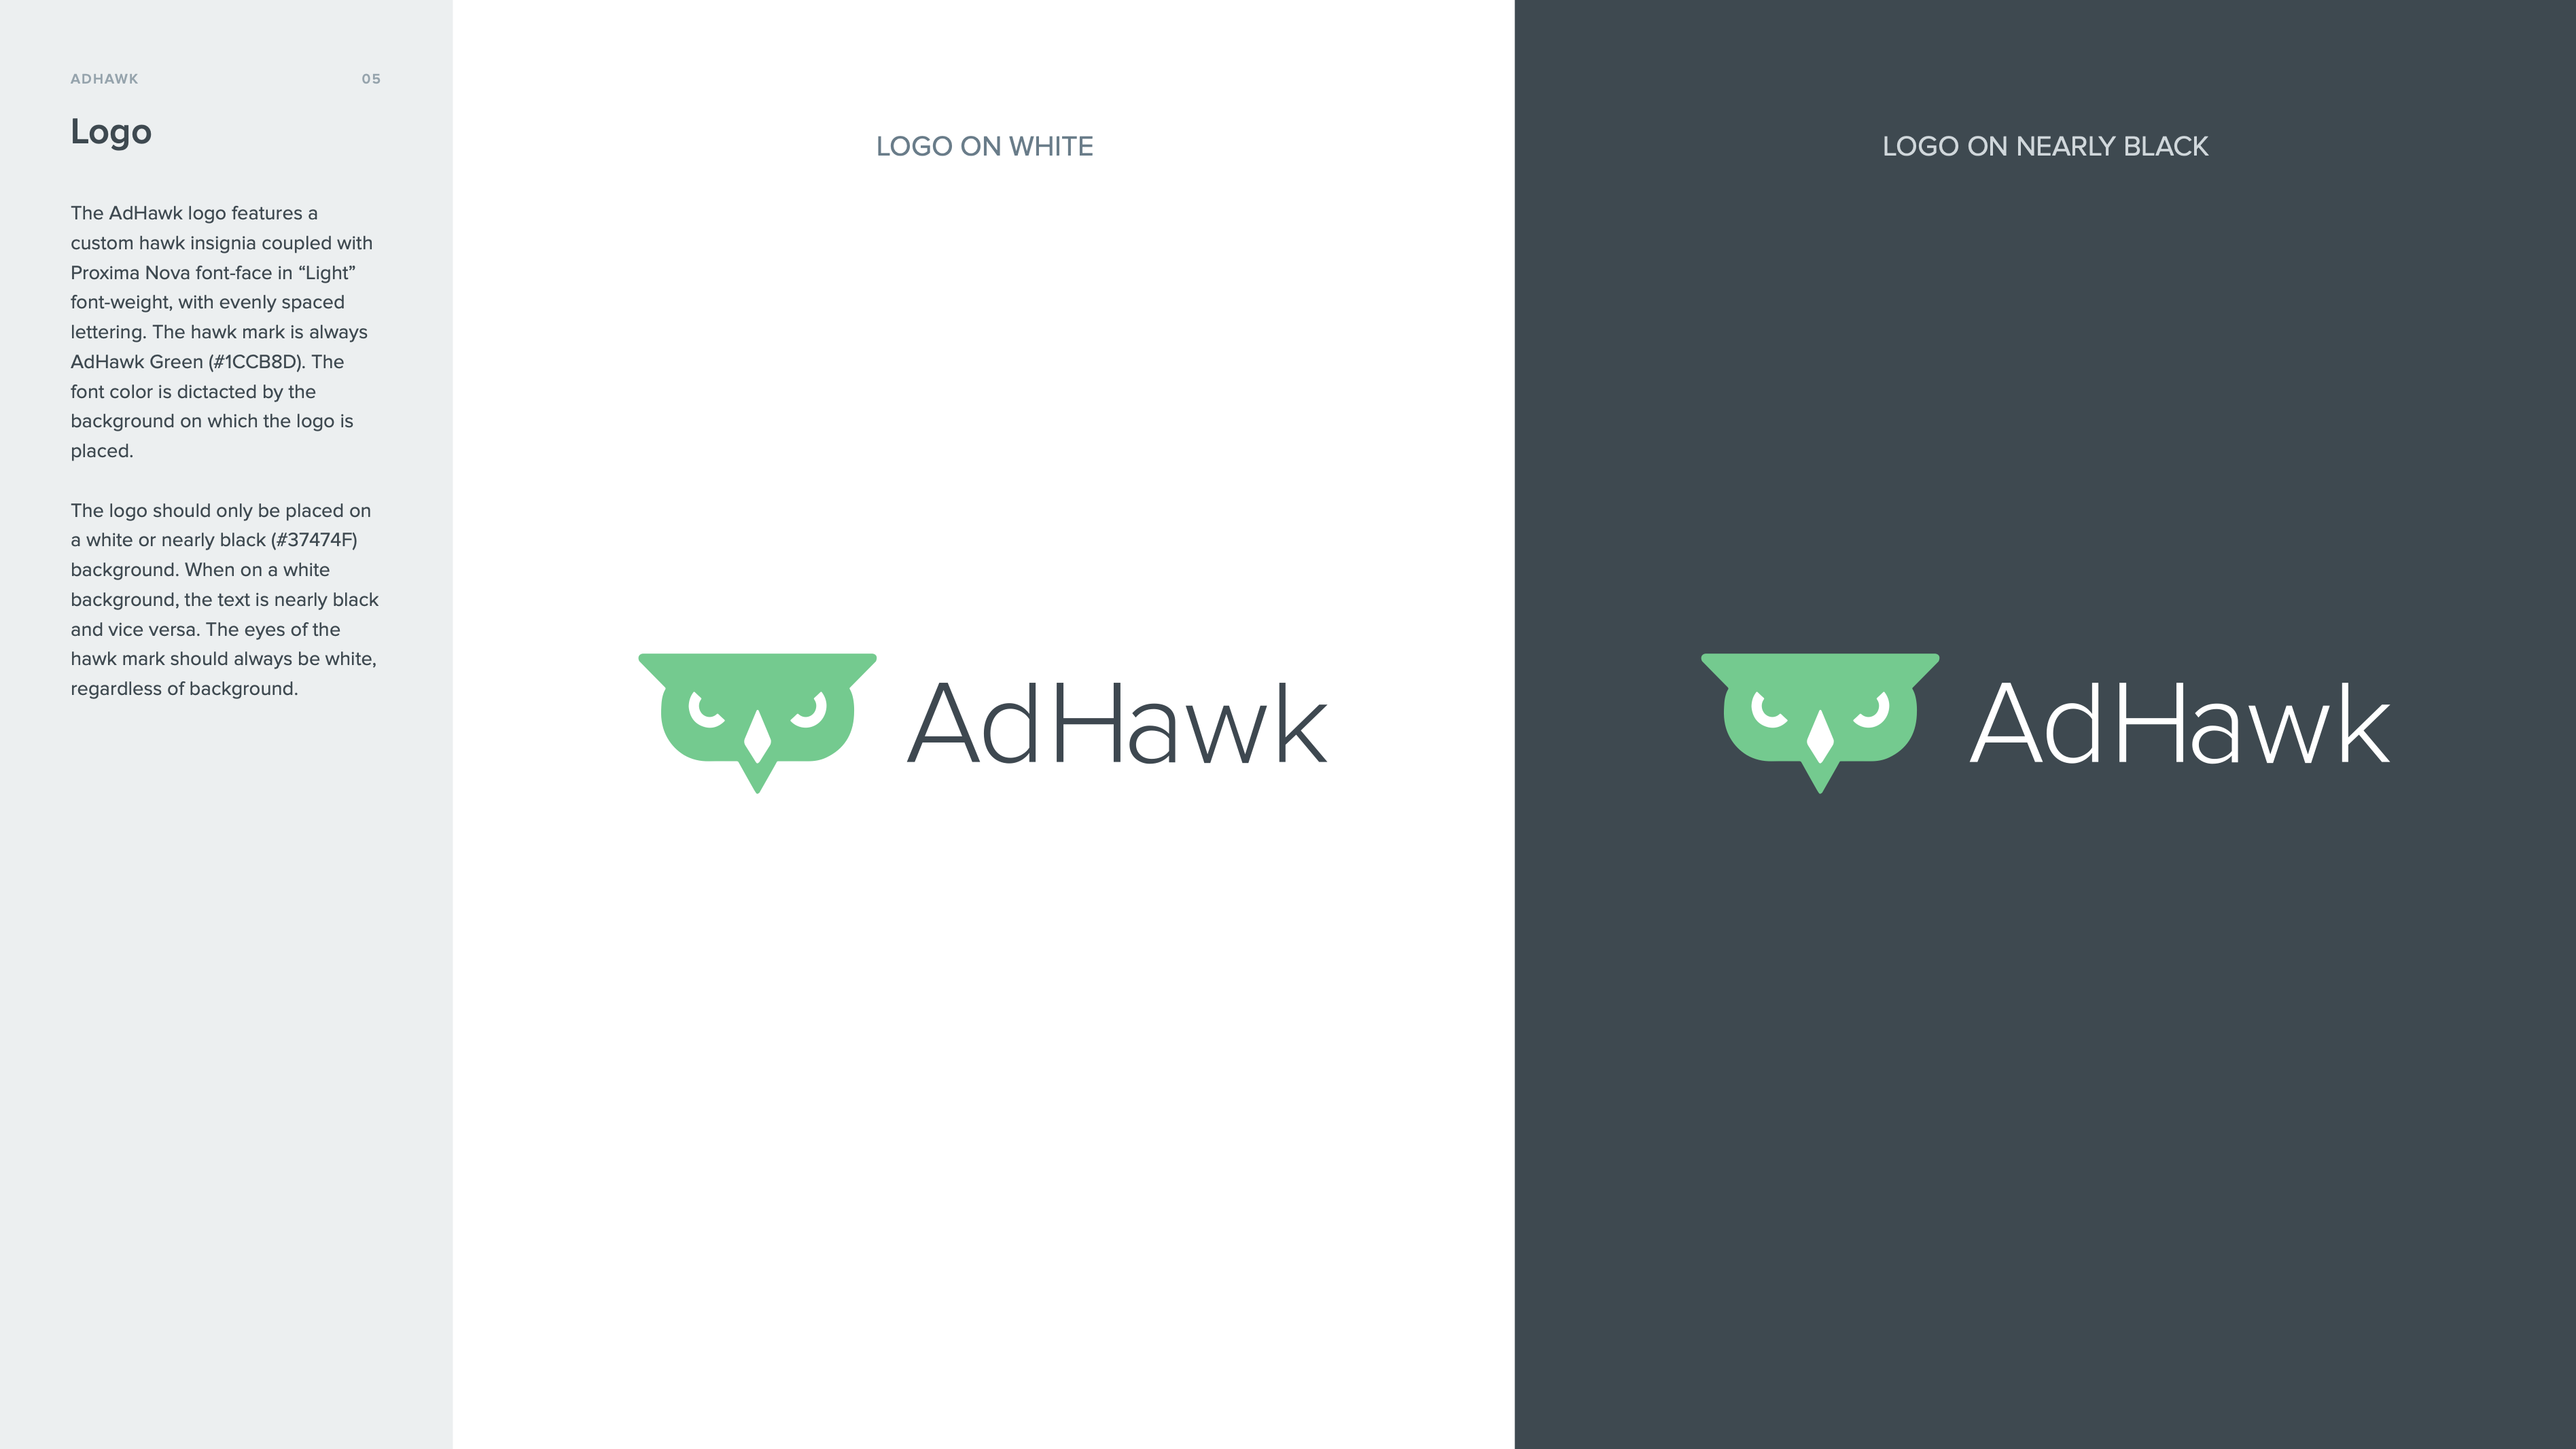 ADHAWK 05
Logo
The AdHawk logo features a
custom hawk insignia coupled with
Proxima Nova font-face in “Light”
font-weight, with evenly spaced
lettering. The hawk mark is always
AdHawk Green (#1CCB8D). The
font color is dictacted by the
background on which the logo is
placed.
The logo should only be placed on
a white or nearly black (#37474F)
background. When on a white
background, the text is nearly black
and vice versa. The eyes of the
hawk mark should always be white,
regardless of background.
LOGO ON WHITE
AdHawk
LOGO ON NEARLY BLACK
AdHawk